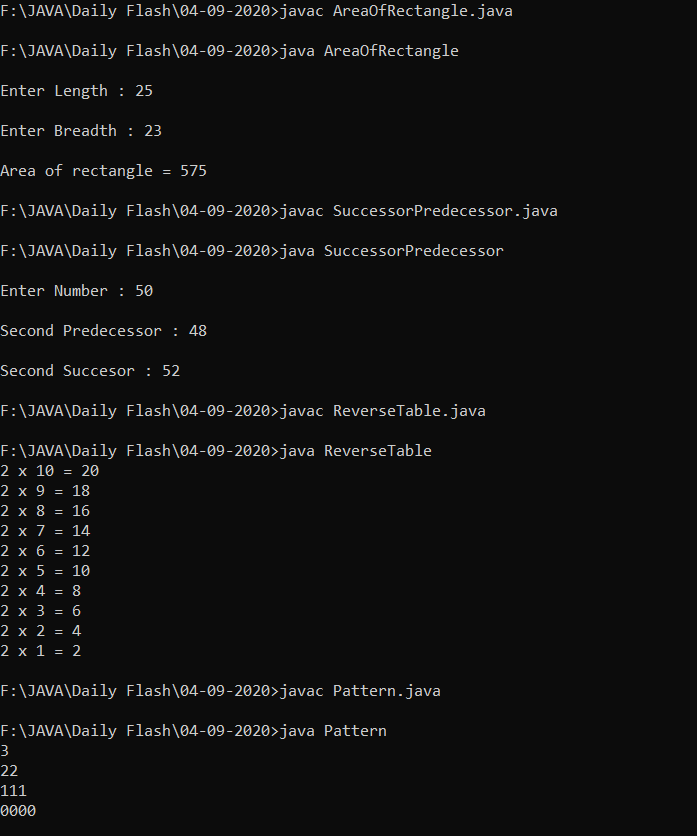 F:\JAVA\Daily Flash\04-09-2020>javac AreaOfRectangle.java
F:\JAVA\Daily Flash\04-09-2020>java AreaOfRectangle
Enter Length : 25
Enter Breadth : 23
Area of rectangle = 575
F:\JAVA\Daily Flash\04-09-2020>javac SuccessorPredecessor.java
F:\JAVA\Daily Flash\04-09-2020>java SuccessorPredecessor
Enter Number : 50
Second Predecessor : 48
Second Succesor : 52
F:\JAVA\Daily Flash\04-09-2020>javac ReverseTable.java
F:\JAVA\Daily Flash\04-09-2020>java ReverseTable
2 x 10 = 20
2 x 9 = 18
2 x 8 = 16
2 x 7 = 14
2 x 6 = 12
2 x 5 = 10
2 x 4 = 8
2 x 3 = 6
2 x 2 = 4
2 x 1 = 2
F:\JAVA\Daily Flash\04-09-2020>javac Pattern.java
F:\JAVA\Daily Flash\04-09-2020>java Pattern
3
22
111
0000